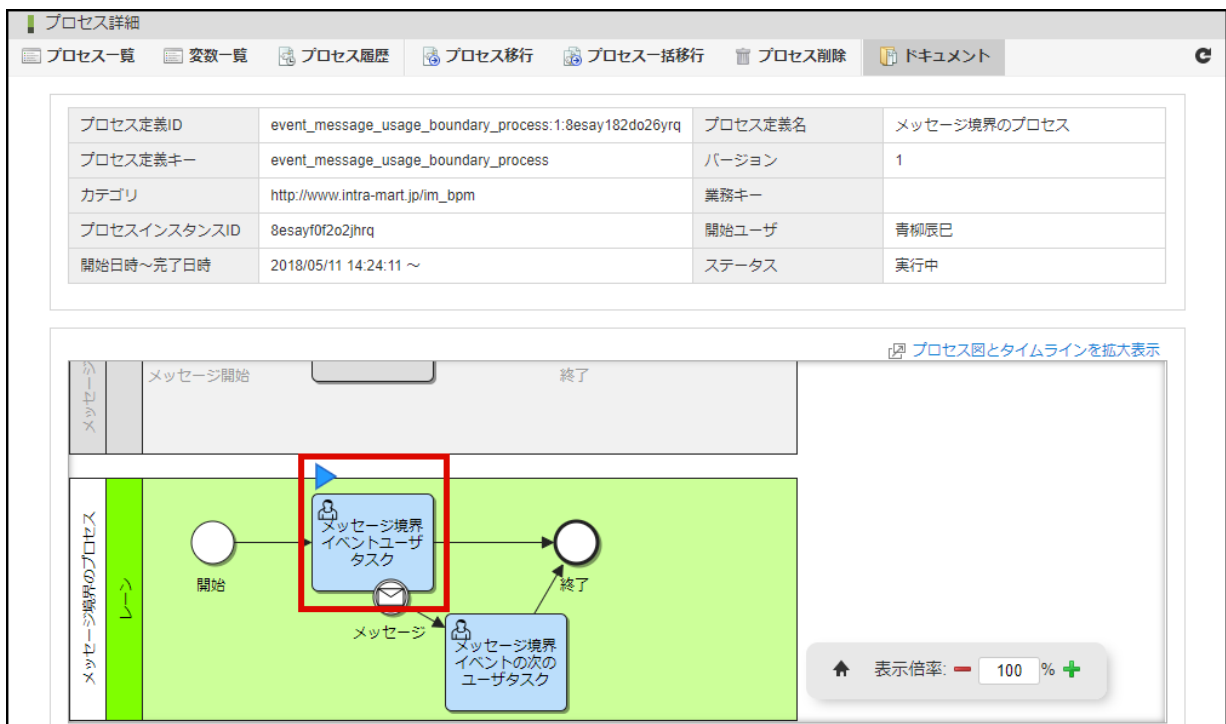 プロセス詳細
プロセス一覧 変数一覧 プロセス履歴 プロセス移行 プロセス一括移行 プロセス削除 ドキュメント
プロセス定義ID event_message_usage_boundary_process:1:8esay182do26yrq プロセス定義名 メッセージ境界のプロセス
プロセス定義キー event_message_usage_boundary_process バージョン 1
カテゴリ http://www.intra-mart.jp/im_bpm 業務キー
プロセスインスタンスID 8esayf0f2o2jhrq 開始ユーザ 青柳辰巳
開始日時～完了日時 2018/05/11 14:24:11 ～ ステータス 実行中
プロセス図とタイムラインを拡大表示
メッセージ
メッセージ開始
終了
メッセージ境界のプロセス
レーン
開始
メッセージ境界
イベントユーザ
タスク
終了
メッセージ
メッセージ境界
イベントの次の
ユーザタスク
表示倍率: 100 %